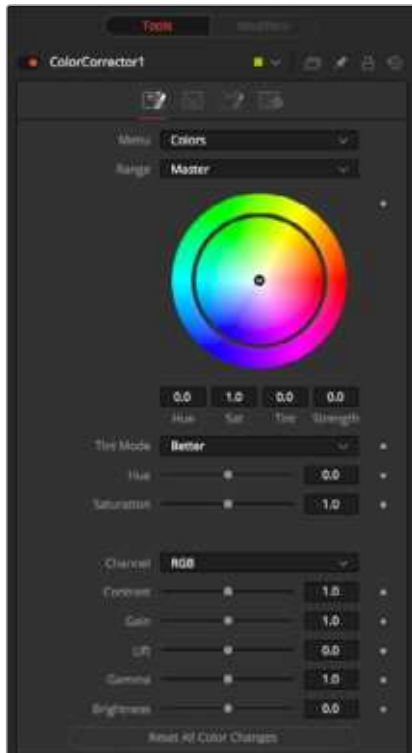 Tools Modifiers
ColorCorrector1
Menu Colors
Range Master
0.0 1.0 0.0 0.0
Hue Sat Tint Strength
Tint Mode Better
Hue 0.0
Saturation 1.0
Channel RGB
Contrast 1.0
Gain 1.0
Lift 0.0
Gamma 1.0
Brightness 0.0
Reset All Color Changes